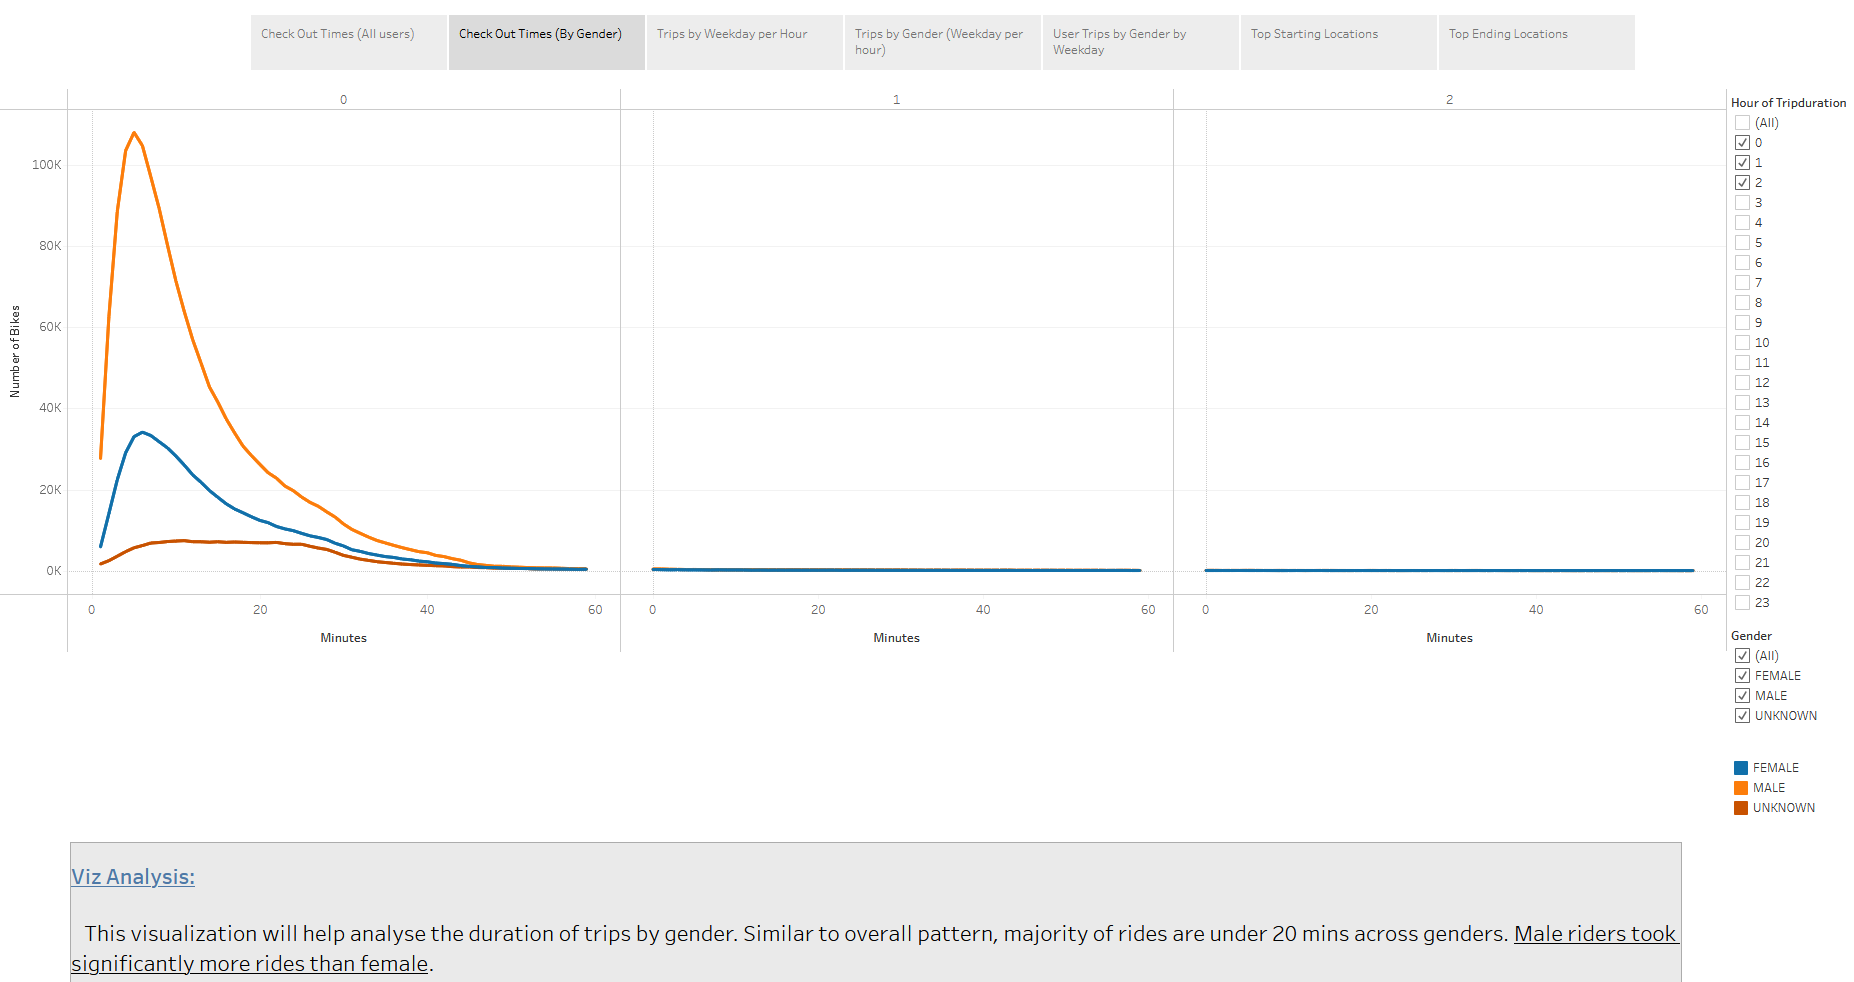 Check Out Times (All users)
Check Out Times (By Gender)
Trips by Weekday per Hour
Trips by Gender (Weekday per
hour)
User Trips by Gender by
Weekday
Top Starting Locations
Top Ending Locations
0
1
2
Number of Bikes
100K
80K
60K
40K
20K
0K
0
20
40
60
0
20
40
60
0
20
40
60
Minutes
Minutes
Minutes
Hour of Tripduration
(All)
0
1
2
3
4
5
6
7
8
9
10
11
12
13
14
15
16
17
18
19
20
21
22
23
Gender
(All)
FEMALE
MALE
UNKNOWN
FEMALE
MALE
UNKNOWN
Viz Analysis:
This visualization will help analyse the duration of trips by gender. Similar to overall pattern, majority of rides are under 20 mins across genders. Male riders took
significantly more rides than female.